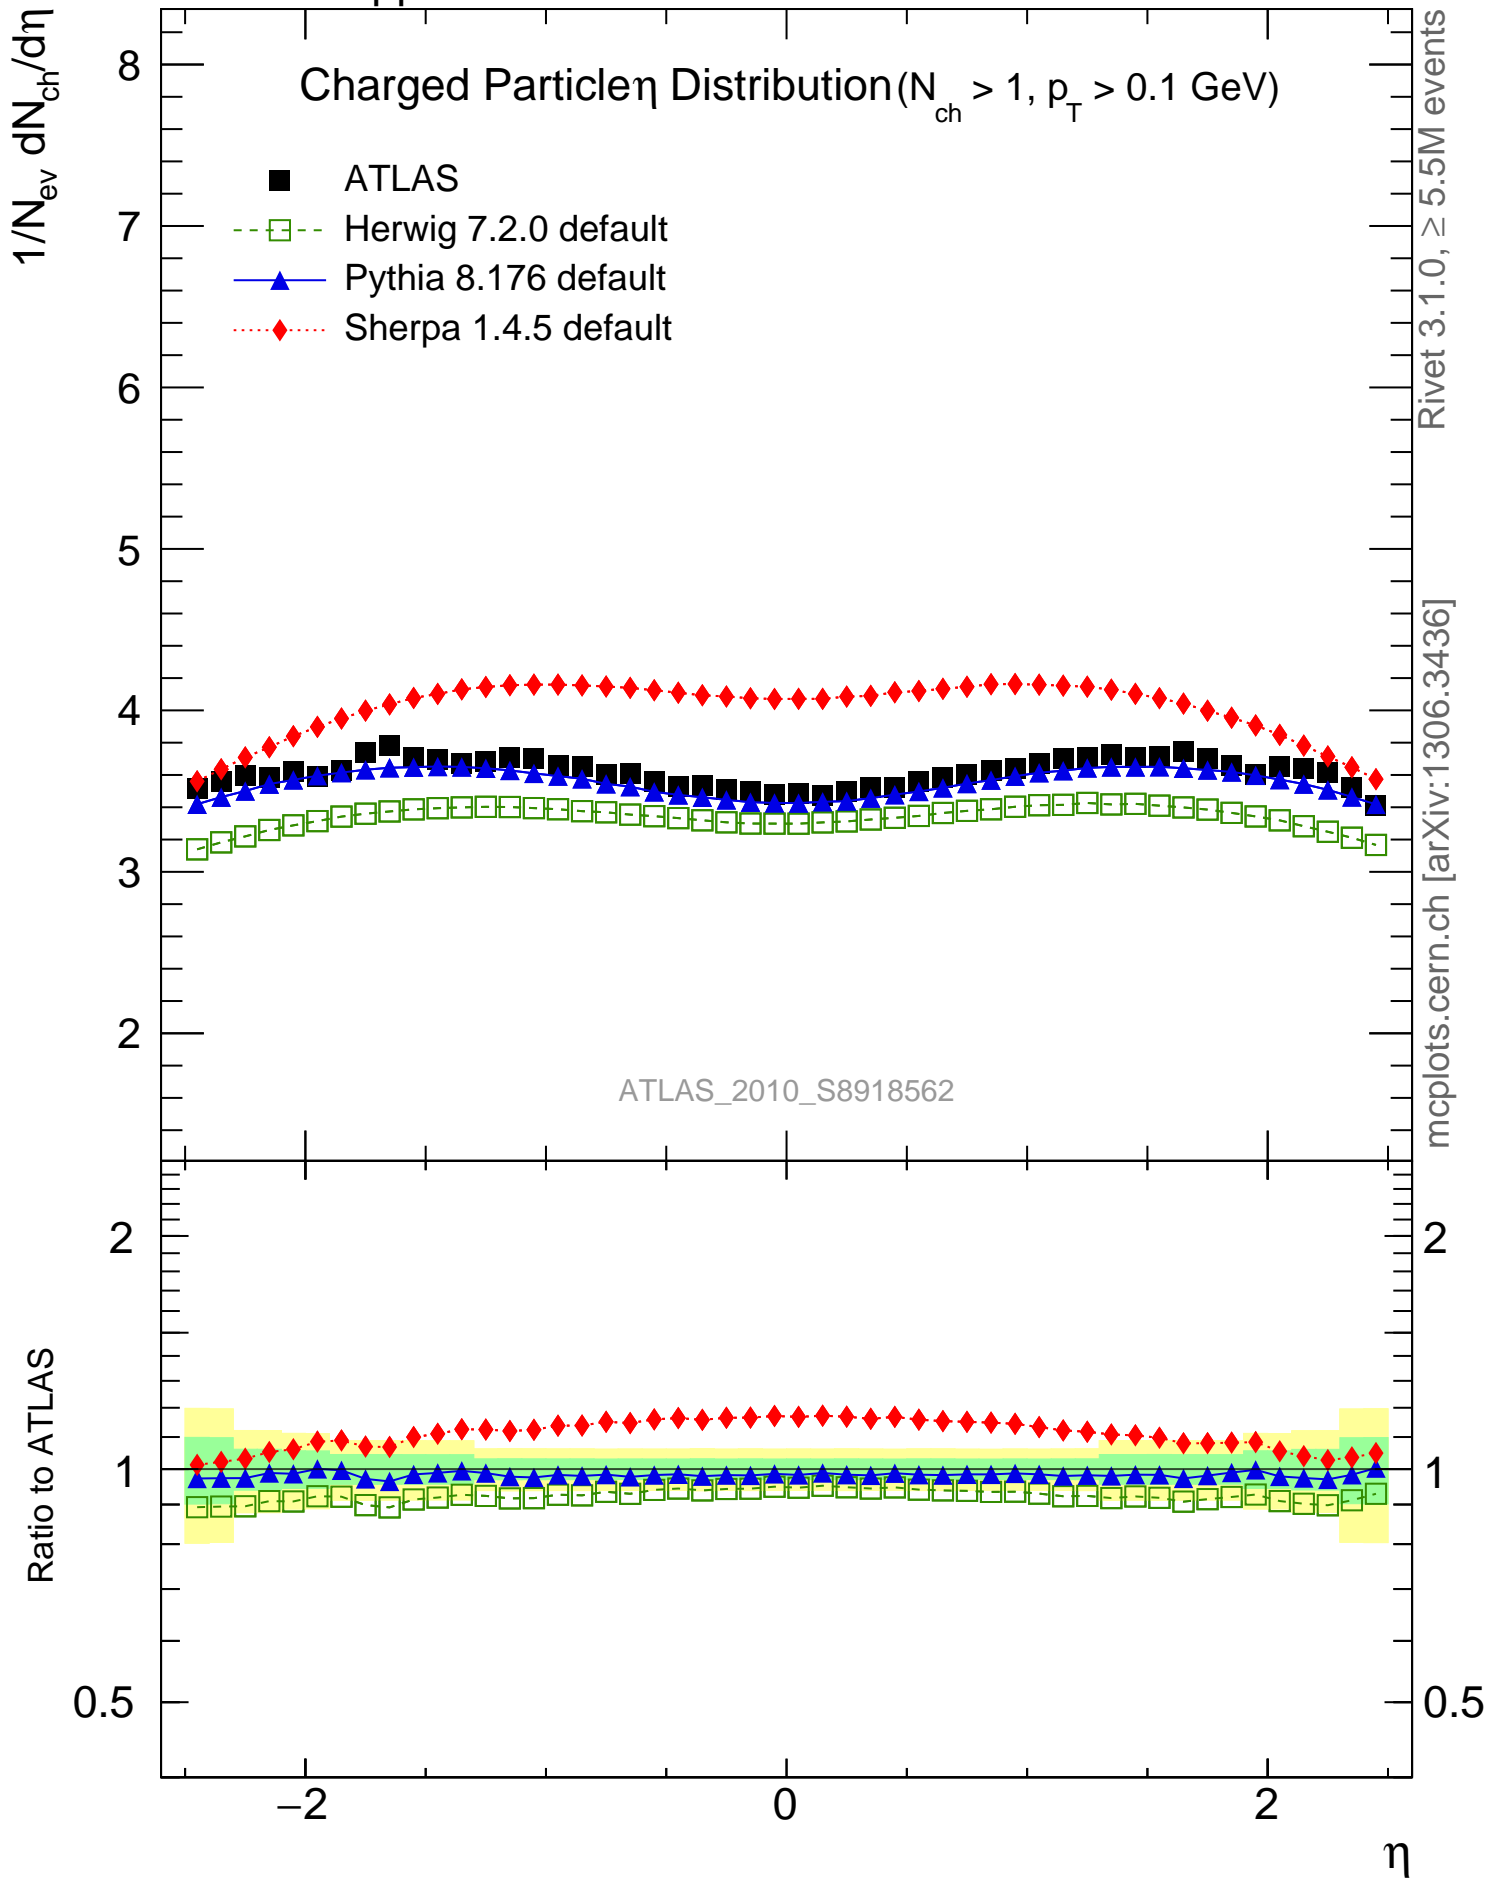 pp
1/N_ev dN_ch/dη
Charged Particleη Distribution(N_ch > 1, p_T > 0.1 GeV)
ATLAS
Herwig 7.2.0 default
Pythia 8.176 default
Sherpa 1.4.5 default
8
7
6
5
4
3
2
ATLAS_2010_S8918562
Rivet 3.1.0, ≥ 5.5M events
mcplots.cern.ch [arXiv:1306.3436]
Ratio to ATLAS
2
1
0.5
2
1
0.5
−2
0
2
η